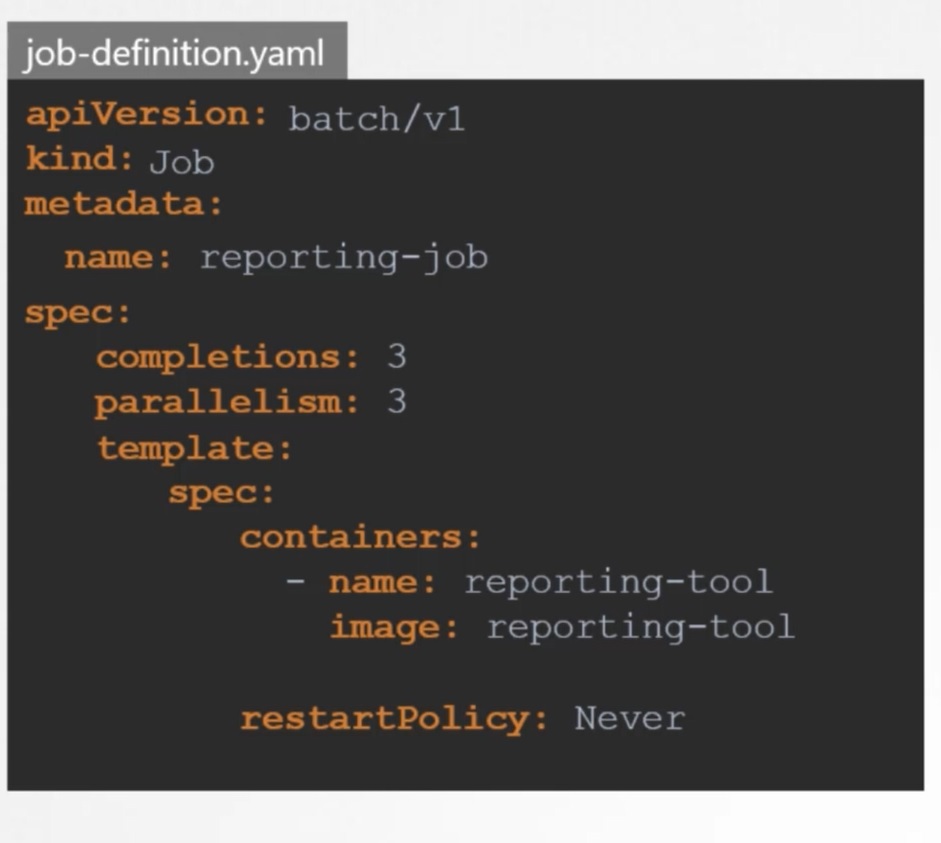 job-definition.yaml
apiVersion: batch/v1
kind: Job
metadata:
  name: reporting-job
spec:
    completions: 3
    parallelism: 3
    template:
        spec:
            containers:
              - name: reporting-tool
                image: reporting-tool
            restartPolicy: Never